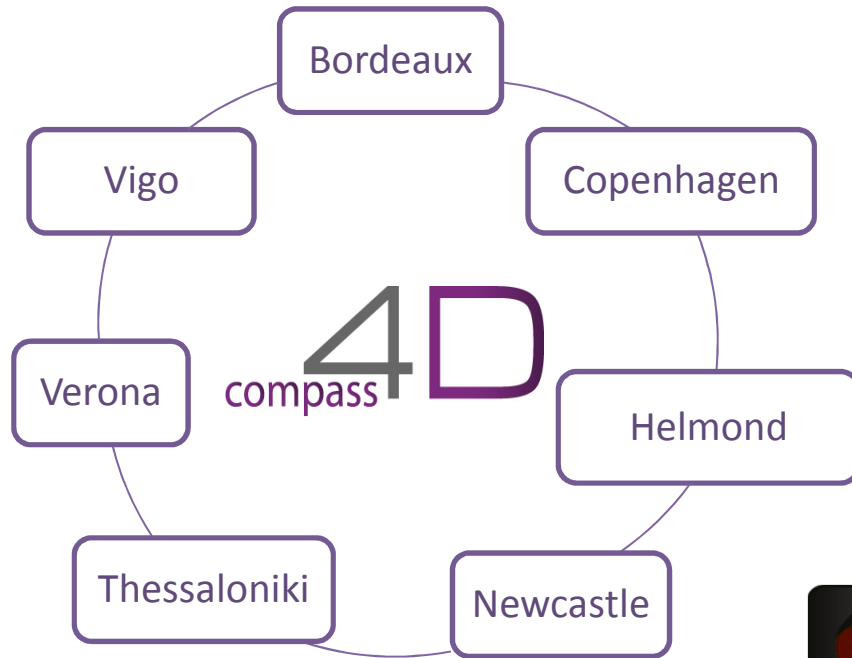 Bordeaux
Vigo
Copenhagen
compass4D
Verona
Helmond
Thessaloniki
Newcastle